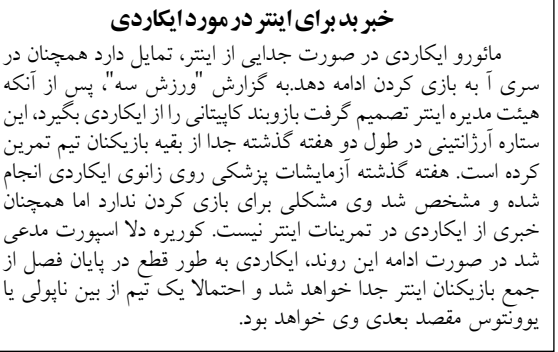 خبر بد برای اینتر در مورد ایکاردی
مائورو ایکاردی در صورت جدایی از اینتر، تمایل دارد همچنان در
سری آ به بازی کردن ادامه دهد.به گزارش "ورزش سه"، پس از آنکه
هیئت مدیره اینتر تصمیم گرفت بازوبند کاپیتانی را از ایکاردی بگیرد، این
ستاره آرژانتینی در طول دو هفته گذشته جدا از بقیه بازیکنان تیم تمرین
کرده است. هفته گذشته آزمایشات پزشکی روی زانوی ایکاردی انجام
شده و مشخص شد وی مشکلی برای بازی کردن ندارد اما همچنان
خبری از ایکاردی در تمرینات اینتر نیست. کوریره دلا اسپورت مدعی
شد در صورت ادامه این روند، ایکاردی به طور قطع در پایان فصل از
جمع بازیکنان اینتر جدا خواهد شد و احتمالا یک تیم از بین ناپولی یا
یوونتوس مقصد بعدی وی خواهد بود.